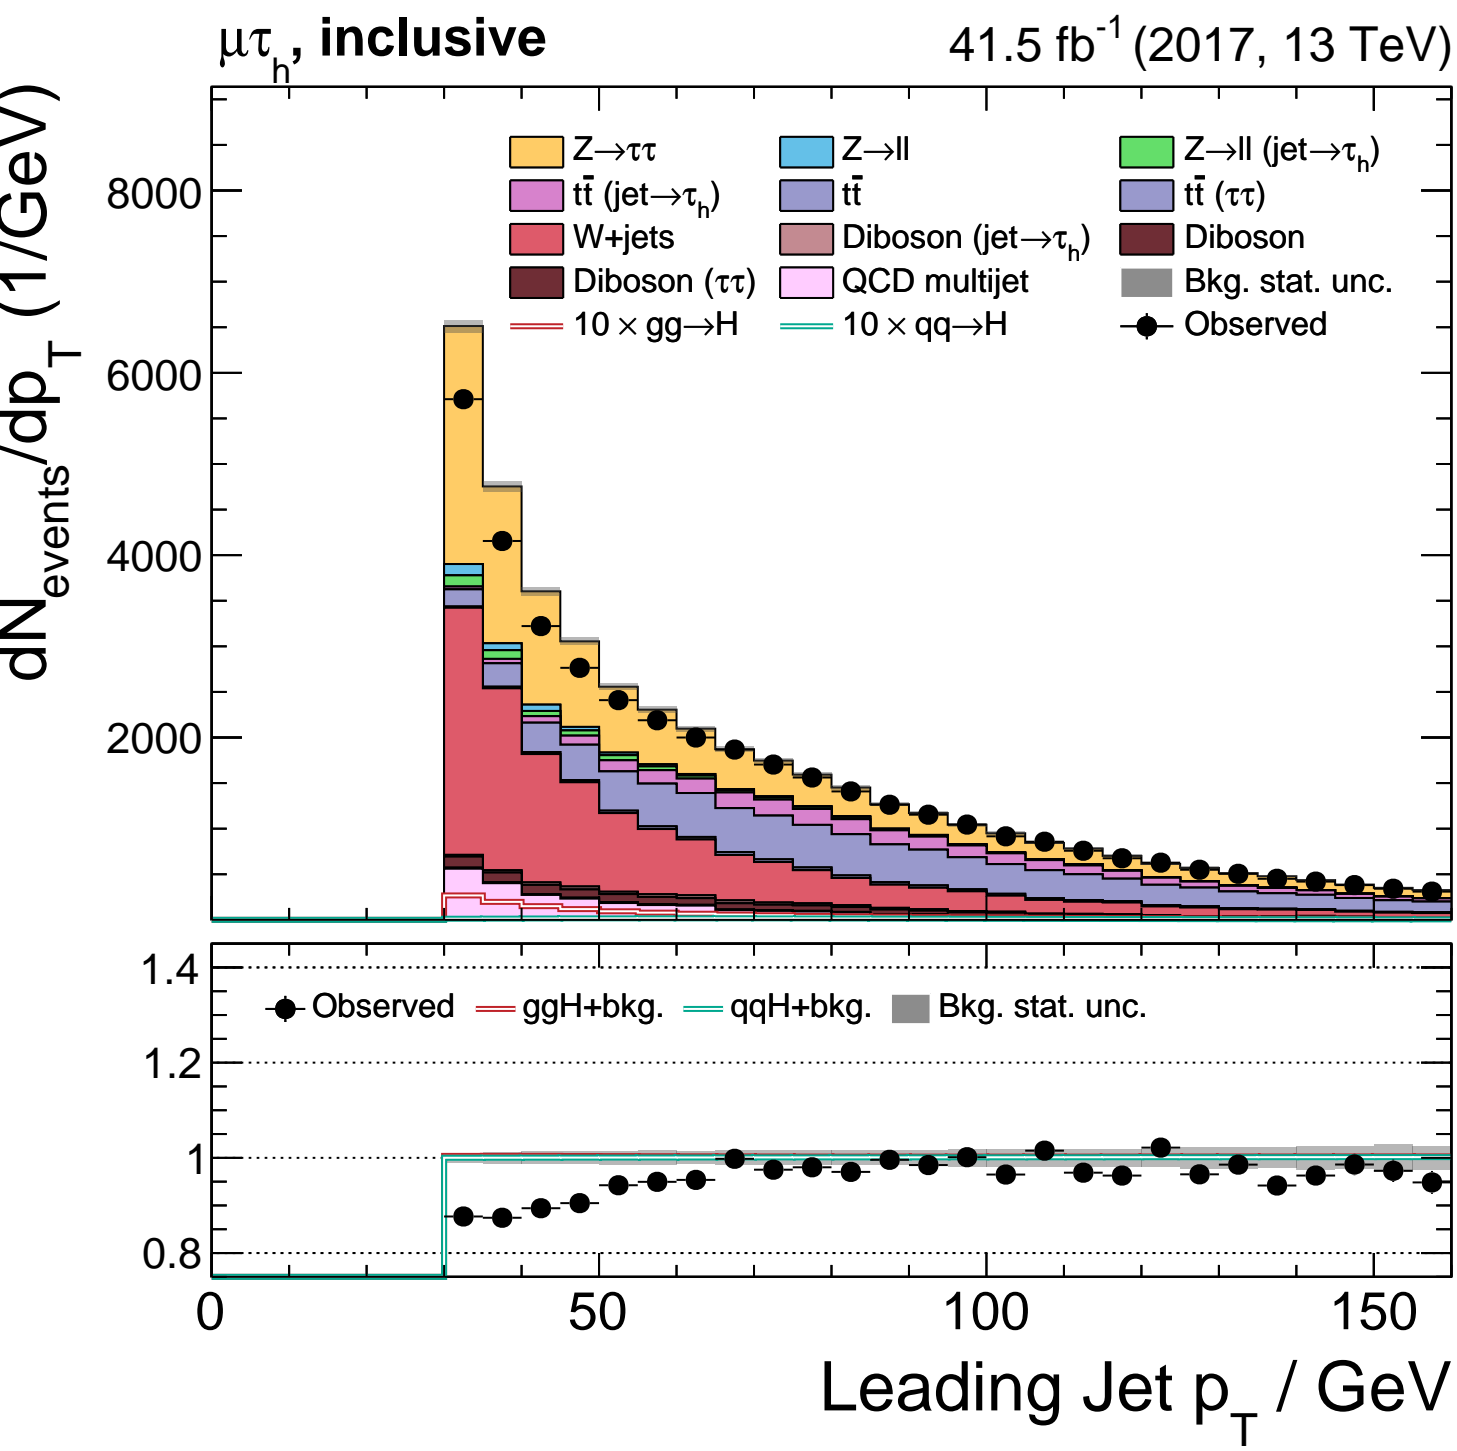 μτh, inclusive 41.5 fb-1 (2017, 13 TeV)
dNevents/dpT (1/GeV)
8000
6000
4000
2000
Z→ττ Z→ll Z→ll (jet→τh)
tt̄ (jet→τh) tt̄ tt̄ (ττ)
W+jets Diboson (jet→τh) Diboson
Diboson (ττ) QCD multijet Bkg. stat. unc.
10 × gg→H 10 × qq→H Observed
1.4
1.2
1
0.8
Observed ggH+bkg. qqH+bkg. Bkg. stat. unc.
0 50 100 150
Leading Jet pT / GeV